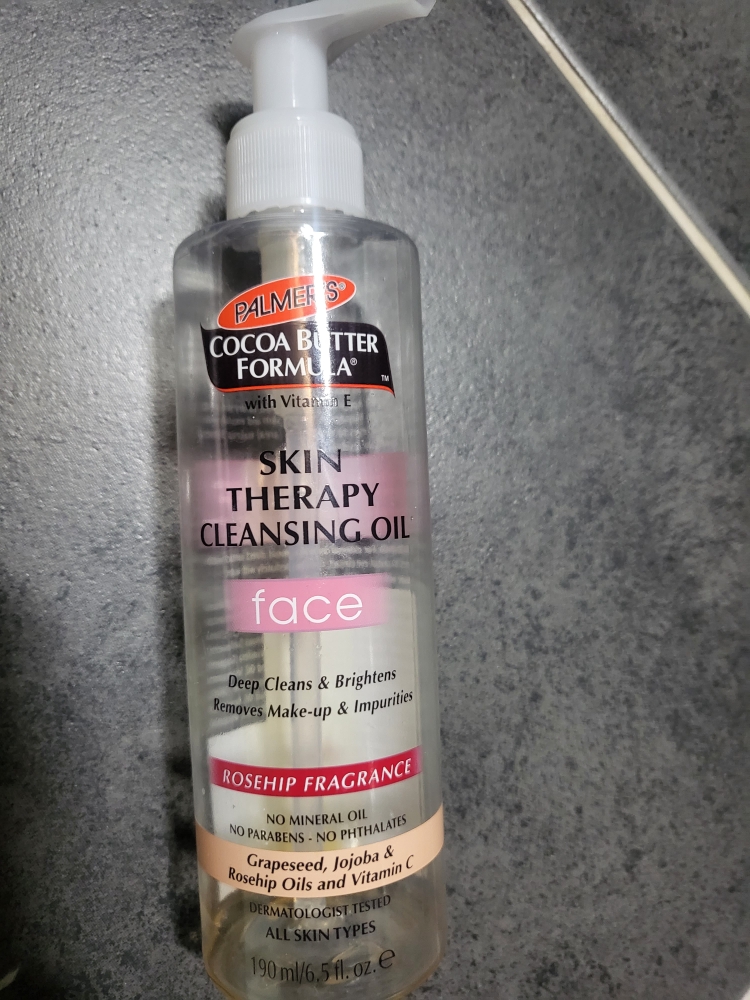 PALMER'S®
COCOA BUTTER
FORMULA®
™
with Vitamin E
SKIN
THERAPY
CLEANSING OIL
face
Deep Cleans & Brightens
Removes Make-up & Impurities
ROSEHIP FRAGRANCE
NO MINERAL OIL
NO PARABENS - NO PHTHALATES
Grapeseed, Jojoba &
Rosehip Oils and Vitamin C
DERMATOLOGIST TESTED
ALL SKIN TYPES
190 ml/6.5 fl. oz. ℮